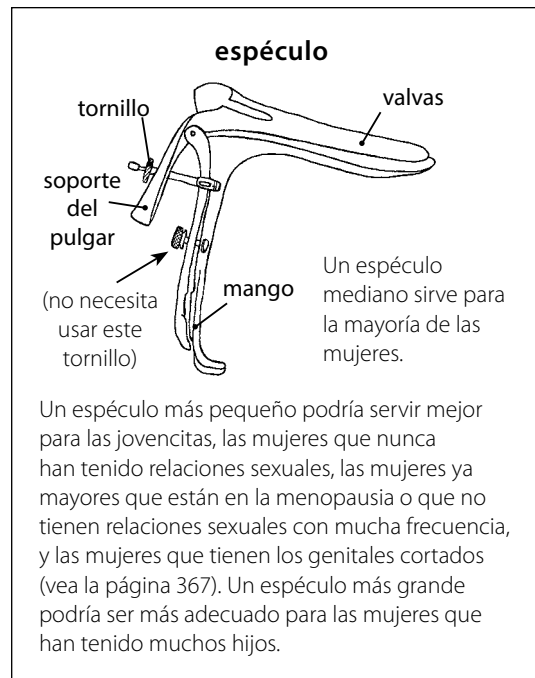 espéculo
tornillo
valvas
soporte
del
pulgar
(no necesita
usar este
tornillo)
mango
Un espéculo
mediano sirve para
la mayoría de las
mujeres.
Un espéculo más pequeño podría servir mejor
para las jovencitas, las mujeres que nunca
han tenido relaciones sexuales, las mujeres ya
mayores que están en la menopausia o que no
tienen relaciones sexuales con mucha frecuencia,
y las mujeres que tienen los genitales cortados
(vea la página 367). Un espéculo más grande
podría ser más adecuado para las mujeres que
han tenido muchos hijos.